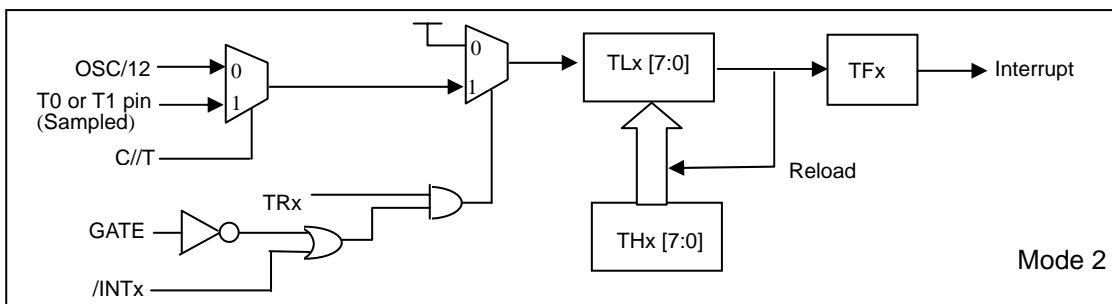 OSC/12
0
T0 or T1 pin
1
(Sampled)
C//T
0
1
TLx [7:0]
TFx
Interrupt
Reload
TRx
GATE
THx [7:0]
/INTx
Mode 2